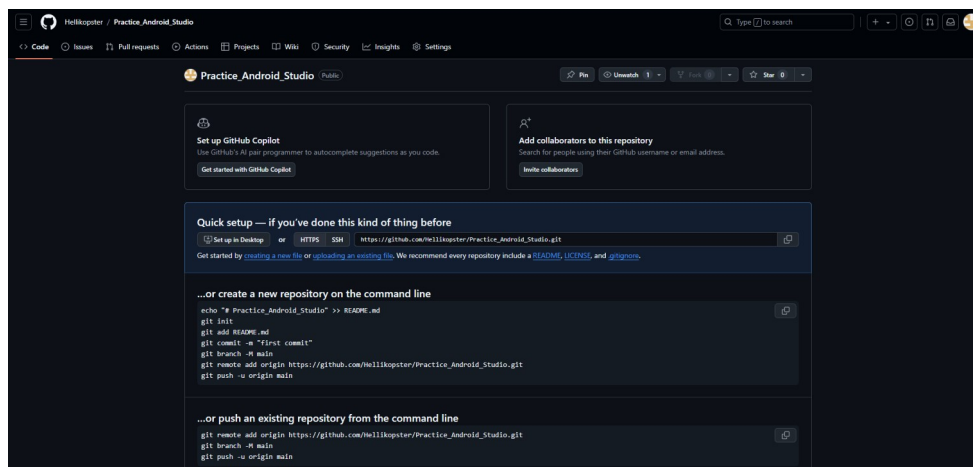 Hellikopster / Practice_Android_Studio
Type / to search
<> Code Issues Pull requests Actions Projects Wiki Security Insights Settings
Practice_Android_Studio Public
Pin Unwatch 1 Fork Star 0
Set up GitHub Copilot
Use GitHub's AI pair programmer to autocomplete suggestions as you code.
Get started with GitHub Copilot
Add collaborators to this repository
Search for people using their GitHub username or email address.
Invite collaborators
Quick setup — if you've done this kind of thing before
Set up in Desktop or HTTPS SSH https://github.com/Hellikopster/Practice_Android_Studio.git
Get started by creating a new file or uploading an existing file. We recommend every repository include a README, LICENSE, and .gitignore.
...or create a new repository on the command line
echo "# Practice_Android_Studio" >> README.md
git init
git add README.md
git commit -m "first commit"
git branch -M main
git remote add origin https://github.com/Hellikopster/Practice_Android_Studio.git
git push -u origin main
...or push an existing repository from the command line
git remote add origin https://github.com/Hellikopster/Practice_Android_Studio.git
git branch -M main
git push -u origin main